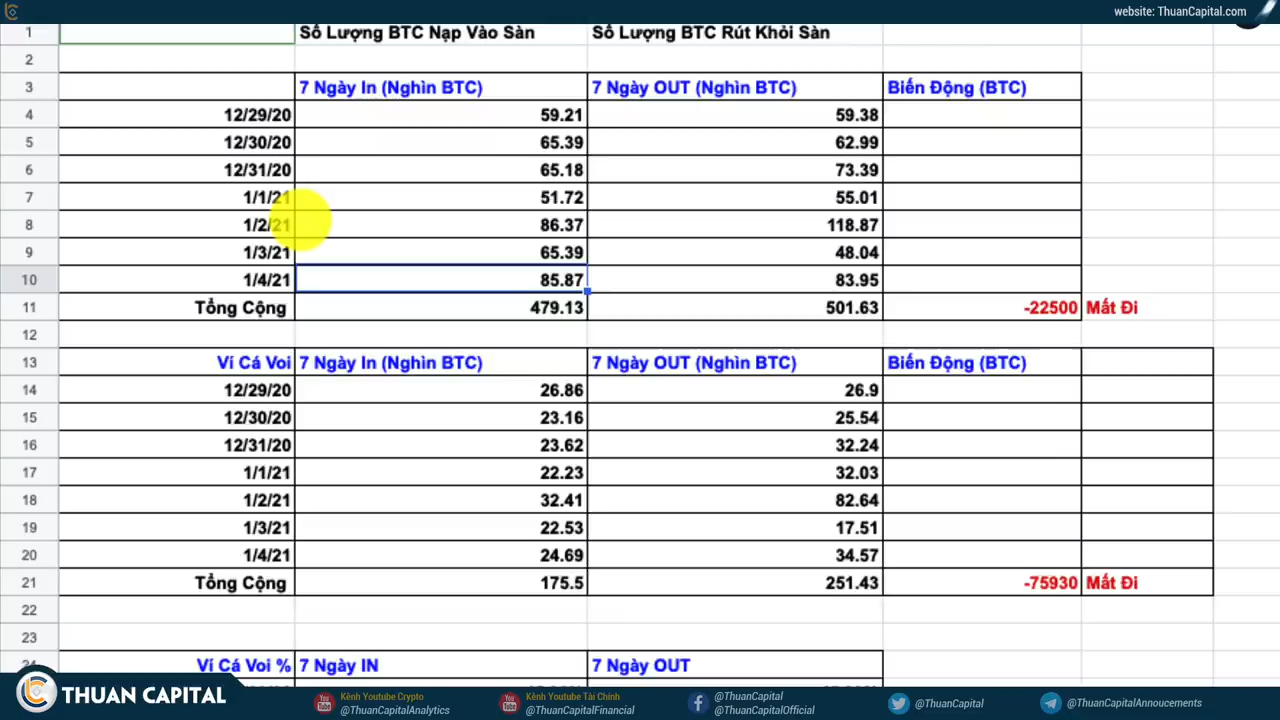 website: ThuanCapital.com
1 Số Lượng BTC Nạp Vào Sàn Số Lượng BTC Rút Khỏi Sàn
2
3 7 Ngày In (Nghìn BTC) 7 Ngày OUT (Nghìn BTC) Biến Động (BTC)
4 12/29/20 59.21 59.38
5 12/30/20 65.39 62.99
6 12/31/20 65.18 73.39
7 1/1/21 51.72 55.01
8 1/2/21 86.37 118.87
9 1/3/21 65.39 48.04
10 1/4/21 85.87 83.95
11 Tổng Cộng 479.13 501.63 -22500 Mất Đi
12
13 Ví Cá Voi 7 Ngày In (Nghìn BTC) 7 Ngày OUT (Nghìn BTC) Biến Động (BTC)
14 12/29/20 26.86 26.9
15 12/30/20 23.16 25.54
16 12/31/20 23.62 32.24
17 1/1/21 22.23 32.03
18 1/2/21 32.41 82.64
19 1/3/21 22.53 17.51
20 1/4/21 24.69 34.57
21 Tổng Cộng 175.5 251.43 -75930 Mất Đi
22
23
Ví Cá Voi % 7 Ngày IN 7 Ngày OUT
THUAN CAPITAL
Kênh Youtube Crypto
@ThuanCapitalAnalytics
Kênh Youtube Tài Chính
@ThuanCapitalFinancial
@ThuanCapital
@ThuanCapitalOfficial
@ThuanCapital
@ThuanCapitalAnnoucements